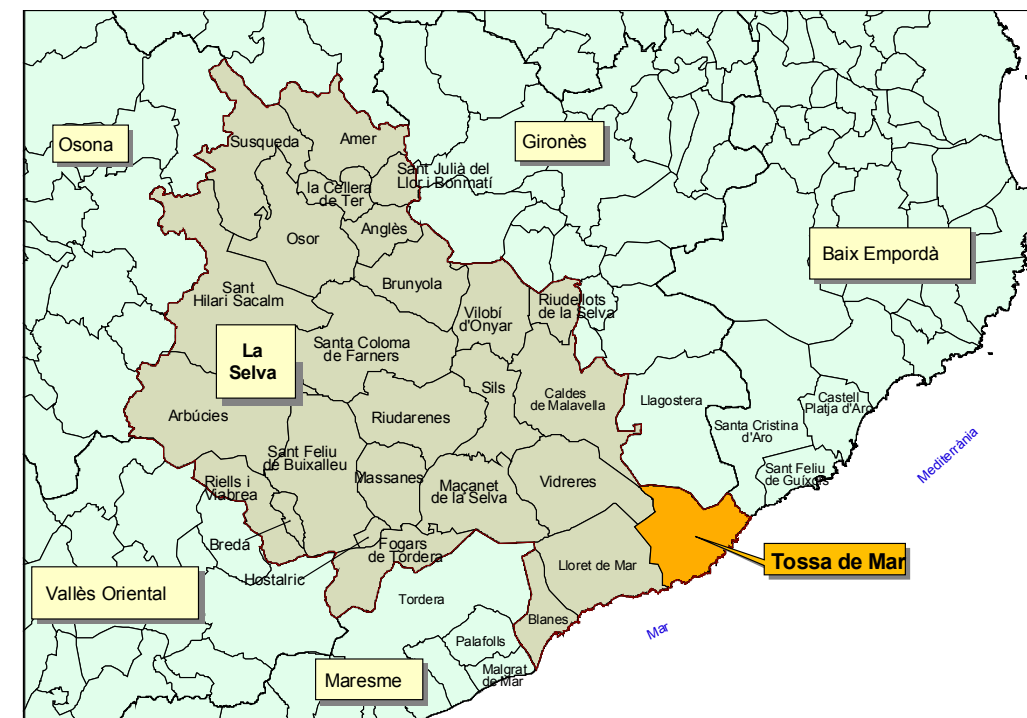 Osona
Susqueda
Amer
Gironès
Sant Julià del
Llor i Bonmatí
la Cellera
de Ter
Anglès
Osor
Baix Empordà
Brunyola
Sant
Hilari Sacalm
Vilobí
d'Onyar
Riudellots
de la Selva
La
Selva
Santa Coloma
de Farners
Sils
Caldes
de Malavella
Llagostera
Castell
Platja d'Aro
Arbúcies
Riudarenes
Santa Cristina
d'Aro
Mediterrània
Sant Feliu
de Buixalleu
Massanes
Maçanet
de la Selva
Vidreres
Sant Feliu
de Guíxols
Riells i
Viabrea
Bredá
Fogars
de Tordera
Hostalric
Lloret de Mar
Tossa de Mar
Vallès Oriental
Tordera
Blanes
Mar
Palafolls
Malgrat
de Mar
Maresme